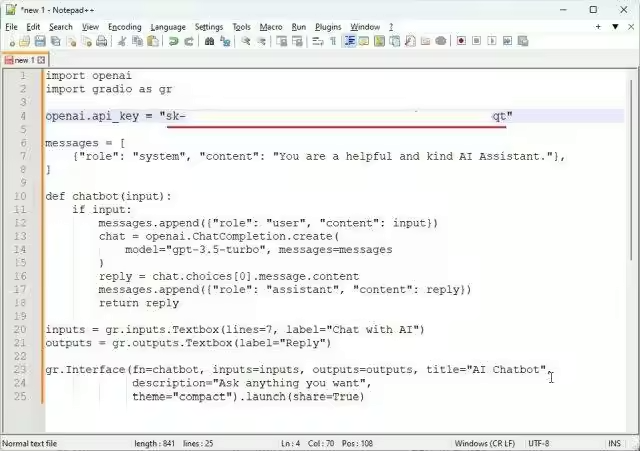 *new 1 - Notepad++
File Edit Search View Encoding Language Settings Tools Macro Run Plugins Window ?
new 1
1 import openai
2 import gradio as gr
3
4 openai.api_key = "sk- qt"
5
6 messages = [
7 {"role": "system", "content": "You are a helpful and kind AI Assistant."},
8 ]
9
10 def chatbot(input):
11 if input:
12 messages.append({"role": "user", "content": input})
13 chat = openai.ChatCompletion.create(
14 model="gpt-3.5-turbo", messages=messages
15 )
16 reply = chat.choices[0].message.content
17 messages.append({"role": "assistant", "content": reply})
18 return reply
19
20 inputs = gr.inputs.Textbox(lines=7, label="Chat with AI")
21 outputs = gr.outputs.Textbox(label="Reply")
22
23 gr.Interface(fn=chatbot, inputs=inputs, outputs=outputs, title="AI Chatbot",
24 description="Ask anything you want",
25 theme="compact").launch(share=True)
Normal text file length : 841 lines : 25 Ln : 4 Col : 70 Pos : 108 Windows (CR LF) UTF-8 INS